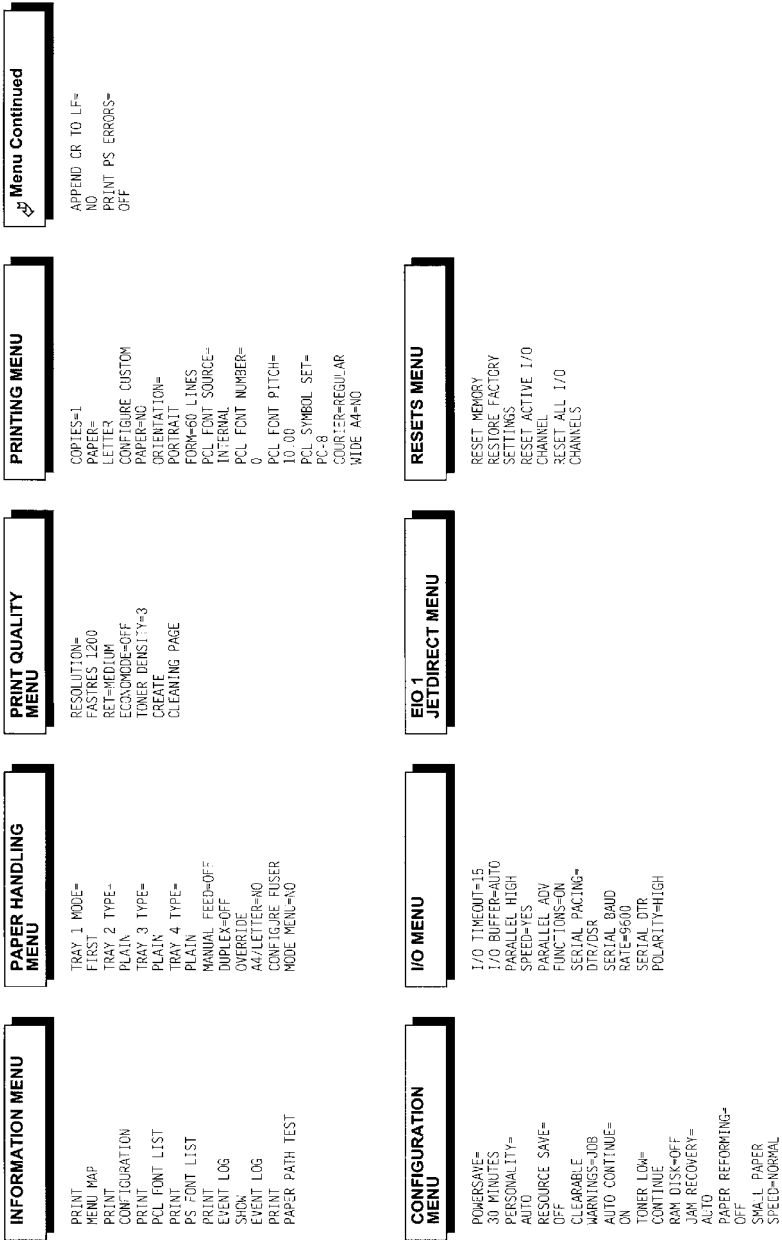 INFORMATION MENU
PRINT
MENU MAP
PRINT
CONFIGURATION
PRINT
PCL FONT LIST
PRINT
PS FONT LIST
PRINT
EVENT LOG
SHOW
EVENT LOG
PRINT
PAPER PATH TEST
PAPER HANDLING
MENU
TRAY 1 MODE=
FIRST
TRAY 2 TYPE=
PLAIN
TRAY 3 TYPE=
PLAIN
TRAY 4 TYPE=
PLAIN
MANUAL FEED=OFF
DUPLEX=OFF
OVERRIDE
A4/LETTER=NO
CONFIGURE FUSER
MODE MENU=NO
PRINT QUALITY
MENU
RESOLUTION=
FASTRES 1200
RET=MEDIUM
ECONOMODE=OFF
TONER DENSITY=3
CREATE
CLEANING PAGE
PRINTING MENU
COPIES=1
PAPER=
LETTER
CONFIGURE CUSTOM
PAPER=NO
ORIENTATION=
PORTRAIT
FORM=60 LINES
PCL FONT SOURCE=
INTERNAL
PCL FONT NUMBER=
0
PCL FONT PITCH=
10.00
PCL SYMBOL SET=
PC-8
COURIER=REGULAR
WIDE A4=NO
Menu Continued
APPEND CR TO LF=
NO
PRINT PS ERRORS=
OFF
CONFIGURATION
MENU
POWERSAVE=
30 MINUTES
PERSONALITY=
AUTO
RESOURCE SAVE=
OFF
CLEARABLE
WARNINGS=JOB
AUTO CONTINUE=
ON
TONER LOW=
CONTINUE
RAM DISK=OFF
JAM RECOVERY=
AUTO
PAPER REFORMING=
OFF
SMALL PAPER
SPEED=NORMAL
I/O MENU
I/O TIMEOUT=15
I/O BUFFER=AUTO
PARALLEL HIGH
SPEED=YES
PARALLEL ADV
FUNCTIONS=ON
SERIAL PACING=
DTR/DSR
SERIAL BAUD
RATE=9600
SERIAL DTR
POLARITY=HIGH
EIO 1
JETDIRECT MENU
RESETS MENU
RESET MEMORY
RESTORE FACTORY
SETTINGS
RESET ACTIVE I/O
CHANNEL
RESET ALL I/O
CHANNELS